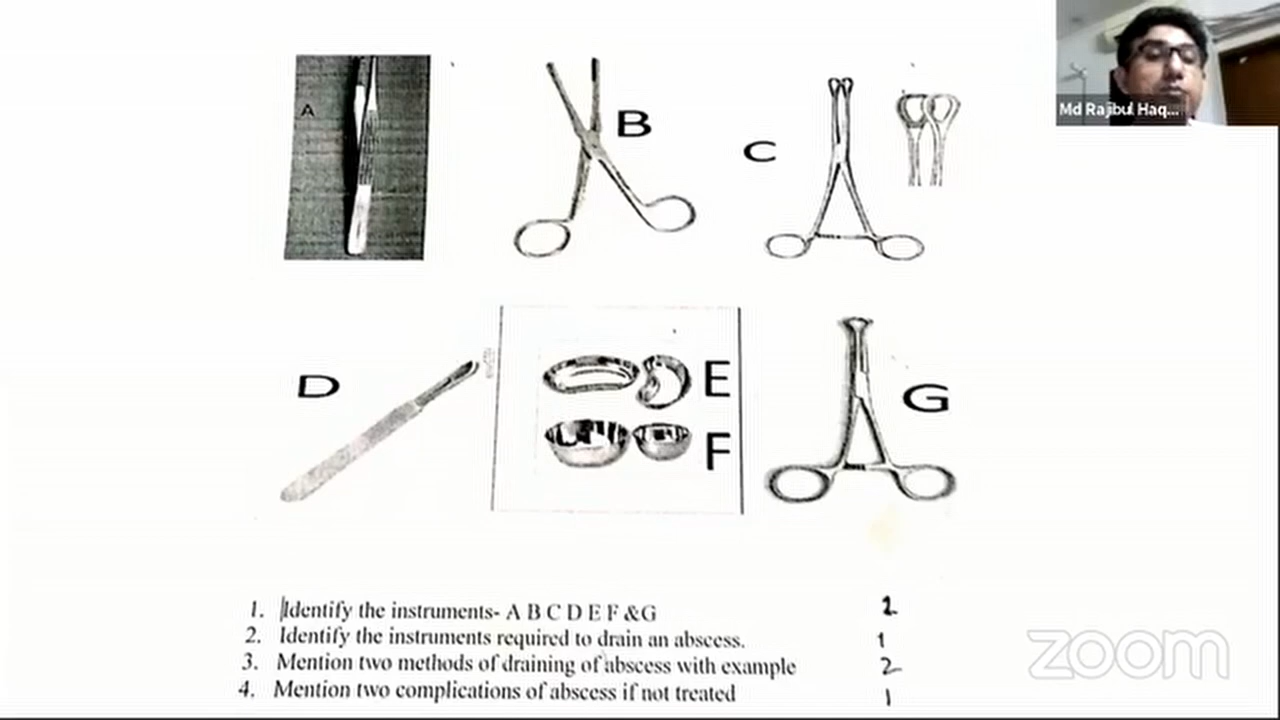 Md Rajibul Haq...
A
B
C
D
E
F
G
1. Identify the instruments- A B C D E F &G 2
2. Identify the instruments required to drain an abscess. 1
3. Mention two methods of draining of abscess with example 2
4. Mention two complications of abscess if not treated 1
zoom